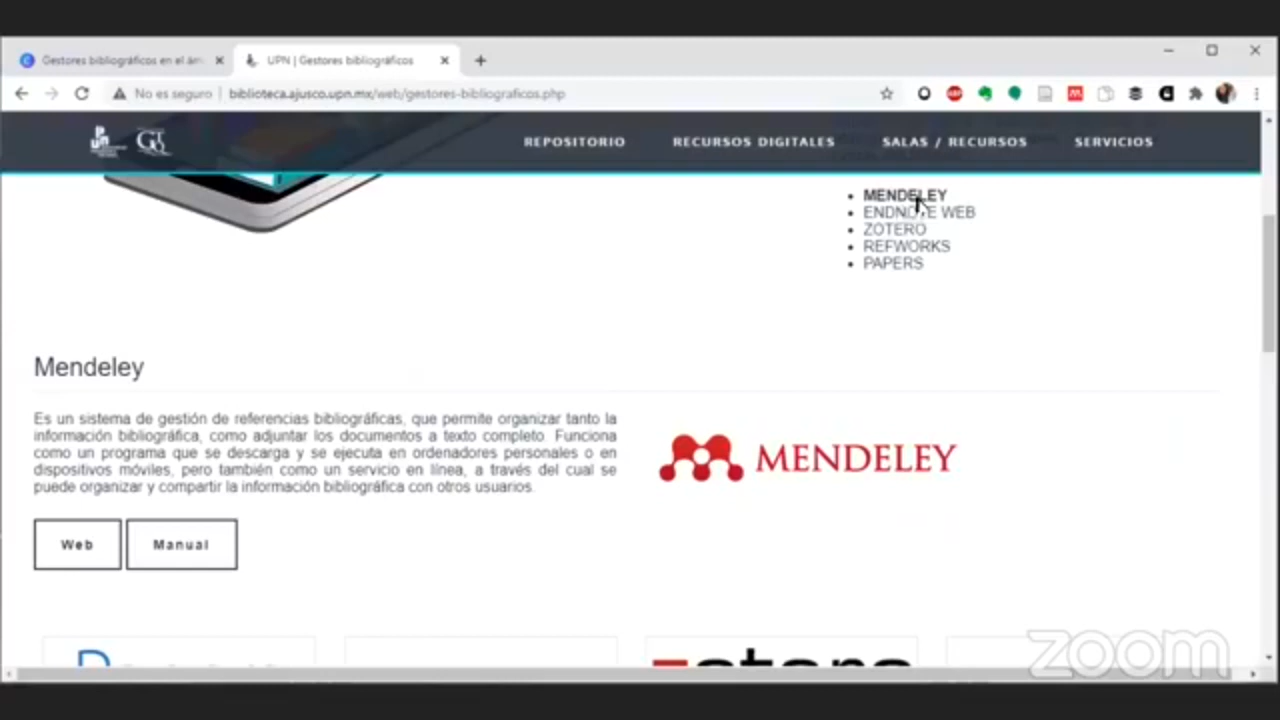 Gestores bibliográficos en el ám
UPN | Gestores bibliográficos
No es seguro
biblioteca.ajusco.upn.mx/web/gestores-bibliograficos.php
REPOSITORIO
RECURSOS DIGITALES
SALAS / RECURSOS
SERVICIOS
MENDELEY
ENDNOTE WEB
ZOTERO
REFWORKS
PAPERS
Mendeley
Es un sistema de gestión de referencias bibliográficas, que permite organizar tanto la
información bibliográfica, como adjuntar los documentos a texto completo. Funciona
como un programa que se descarga y se ejecuta en ordenadores personales o en
dispositivos móviles, pero también como un servicio en línea, a través del cual se
puede organizar y compartir la información bibliográfica con otros usuarios.
MENDELEY
Web
Manual
zoom